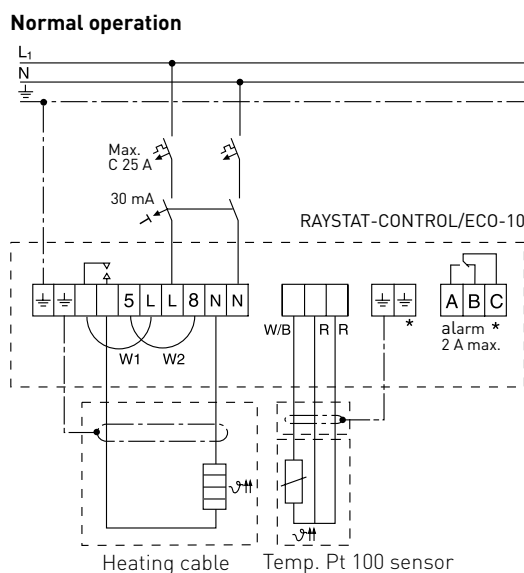 Normal operation
L₁
N
Max.
C 25 A
30 mA
RAYSTAT-CONTROL/ECO-10
5 L L 8 N N
A B C
W/B R R
*
alarm *
2 A max.
W1 W2
Heating cable
Temp. Pt 100 sensor